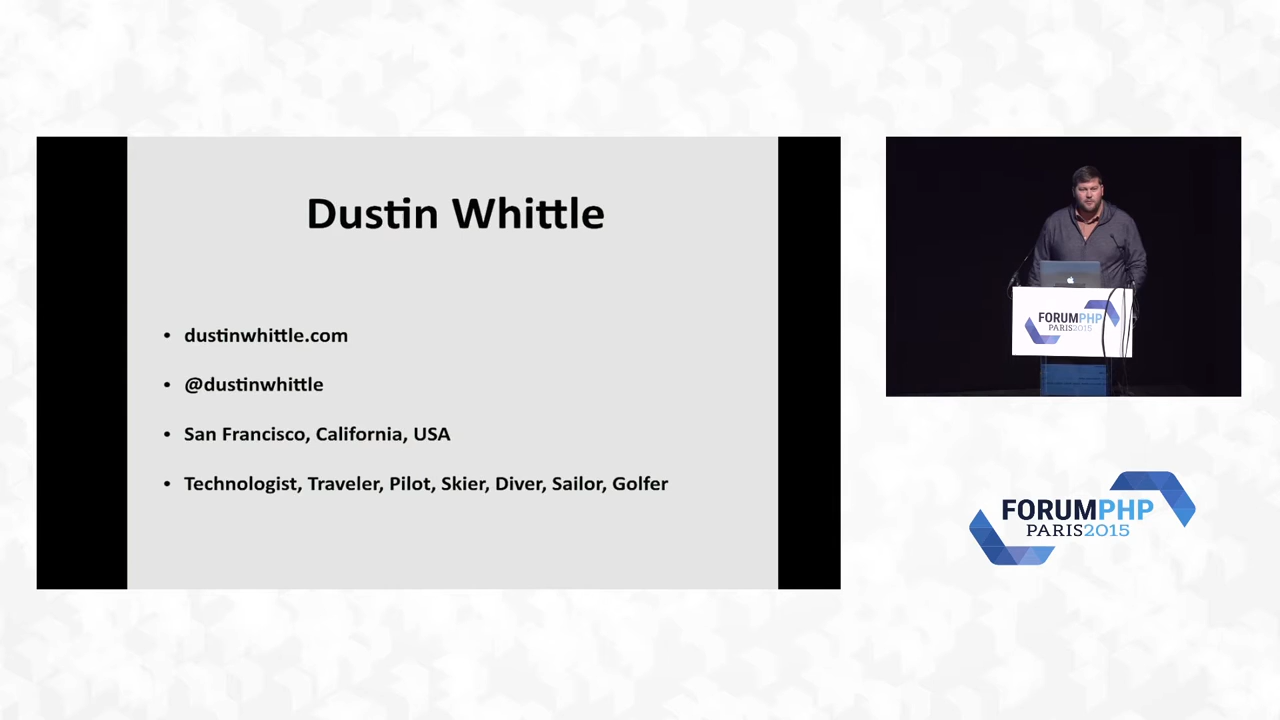 Dustin Whittle
• dustinwhittle.com
• @dustinwhittle
• San Francisco, California, USA
• Technologist, Traveler, Pilot, Skier, Diver, Sailor, Golfer
FORUMPHP
PARIS2015
FORUMPHP
PARIS2015